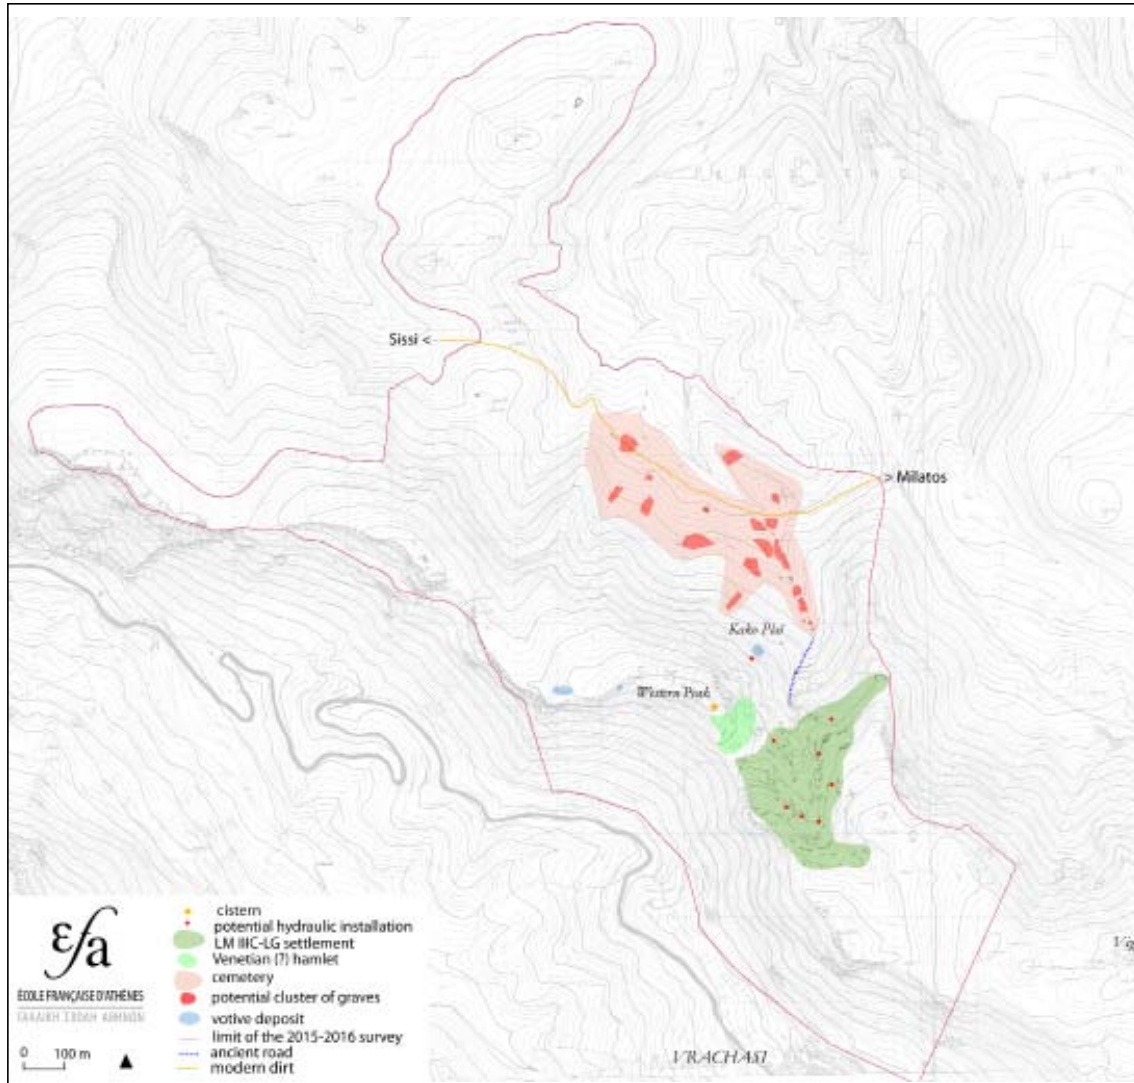 Sissi <
> Milatos
Kako Plai
Western Peak
cistern
potential hydraulic installation
LM IIIC-LG settlement
Venetian (?) hamlet
cemetery
potential cluster of graves
votive deposit
limit of the 2015-2016 survey
ancient road
modern dirt
εfa
ÉCOLE FRANÇAISE D'ATHÈNES
0 100 m
VRACHASI